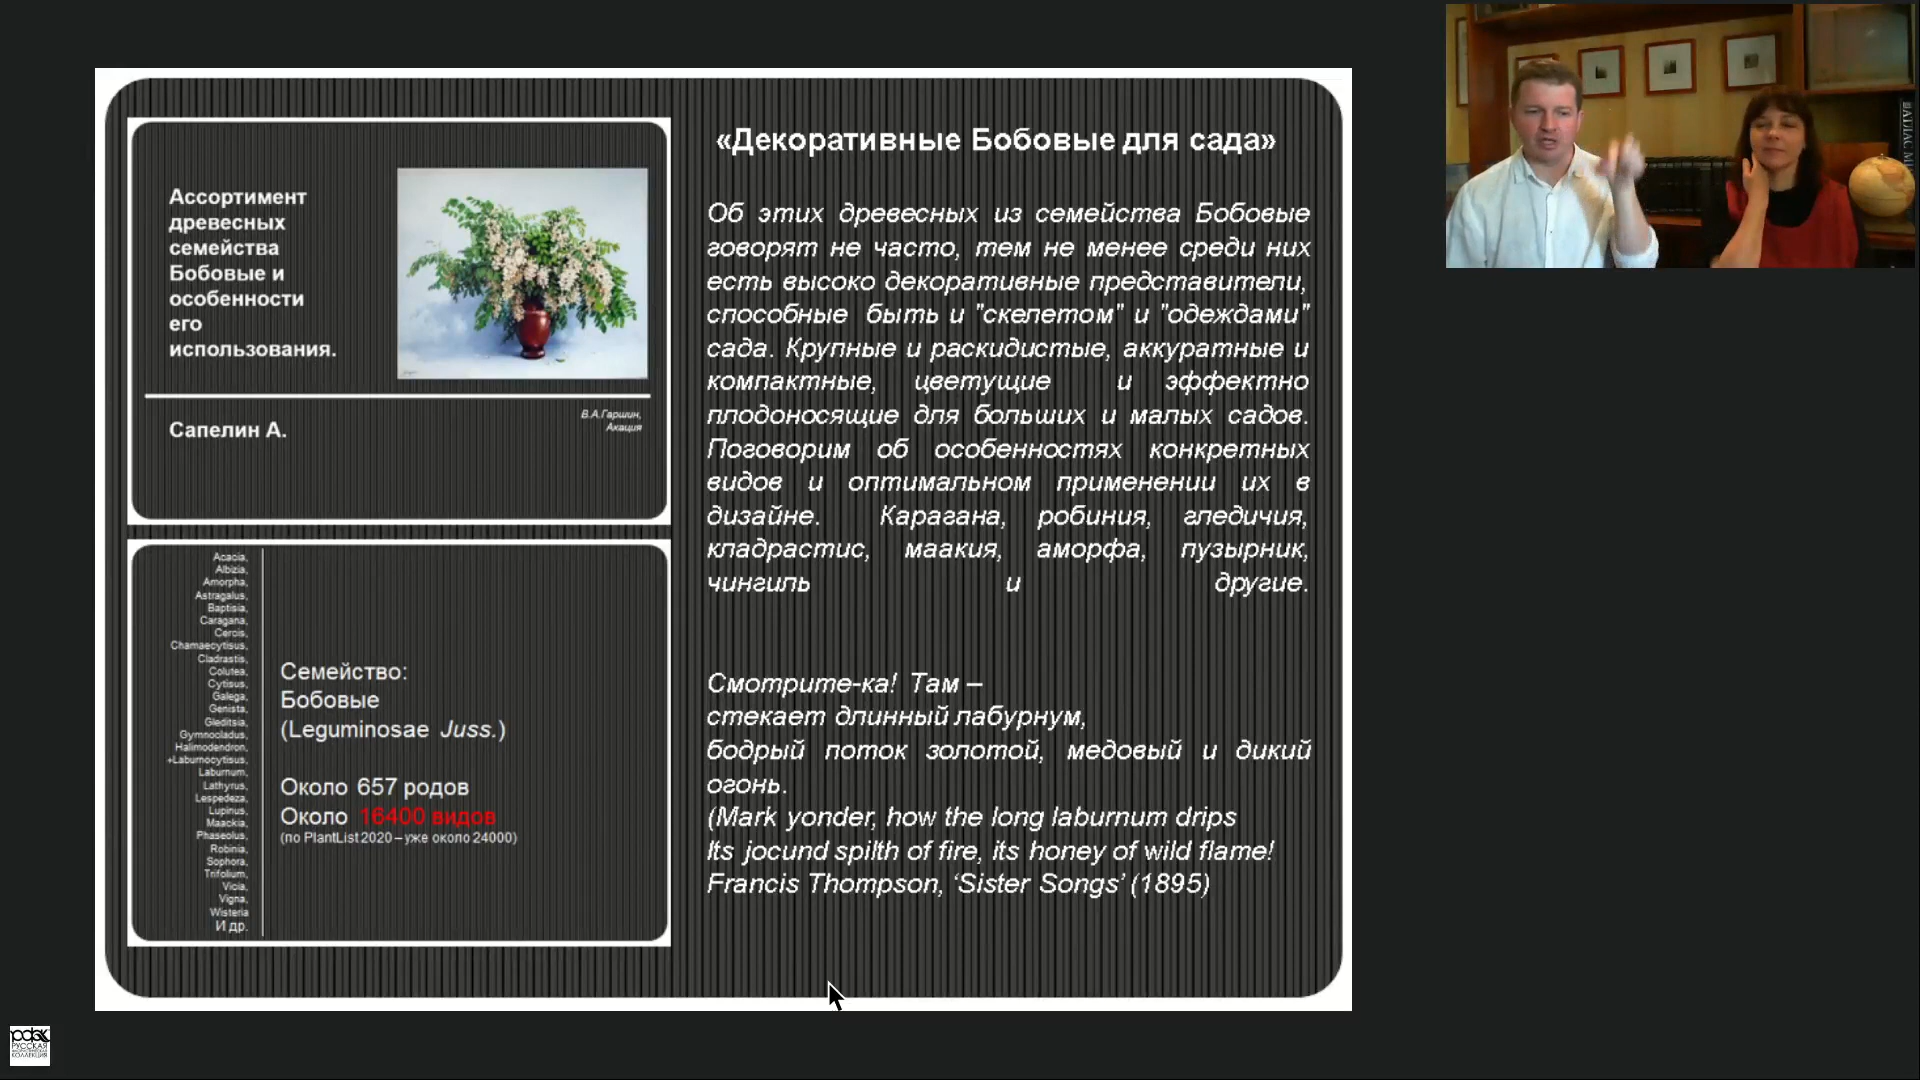 Ассортимент
древесных
семейства
Бобовые и
особенности
его
использования.
В.А.Гаршин,
Акация
Сапелин А.
Acacia,
Albizia,
Amorpha,
Astragalus,
Baptisia,
Caragana,
Cercis,
Chamaecytisus,
Cladrastis,
Colutea,
Cytisus,
Galega,
Genista,
Gleditsia,
Gymnocladus,
Halimodendron,
+Laburnocytisus,
Laburnum,
Lathyrus,
Lespedeza,
Lupinus,
Maackia,
Phaseolus,
Robinia,
Sophora,
Trifolium,
Vicia,
Vigna,
Wisteria
И др.
Семейство:
Бобовые
(Leguminosae Juss.)
Около 657 родов
Около 16400 видов
(по PlantList 2020 – уже около 24000)
«Декоративные Бобовые для сада»
Об этих древесных из семейства Бобовые
говорят не часто, тем не менее среди них
есть высоко декоративные представители,
способные быть и "скелетом" и "одеждами"
сада. Крупные и раскидистые, аккуратные и
компактные, цветущие и эффектно
плодоносящие для больших и малых садов.
Поговорим об особенностях конкретных
видов и оптимальном применении их в
дизайне. Карагана, робиния, гледичия,
кладрастис, маакия, аморфа, пузырник,
чингиль и другие.
Смотрите-ка! Там –
стекает длинный лабурнум,
бодрый поток золотой, медовый и дикий
огонь.
(Mark yonder, how the long laburnum drips
Its jocund spilth of fire, its honey of wild flame!
Francis Thompson, ‘Sister Songs’ (1895)
РУССКАЯ
КОЛЛЕКЦИЯ